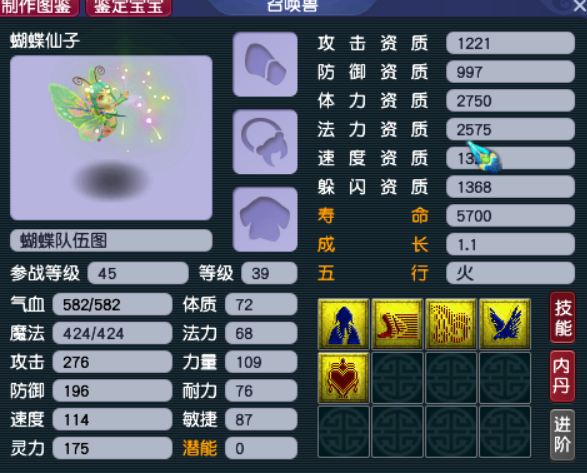 制作图鉴 鉴定宝宝 召唤兽
蝴蝶仙子
攻击资质 1221
防御资质 997
体力资质 2750
法力资质 2575
速度资质
躲闪资质 1368
寿命 5700
成长 1.1
五行 火
蝴蝶队伍图
参战等级 45 等级 39
气血 582/582 体质 72
魔法 424/424 法力 68
攻击 276 力量 109
防御 196 耐力 76
速度 114 敏捷 87
灵力 175 潜能 0
技能
内丹
进阶